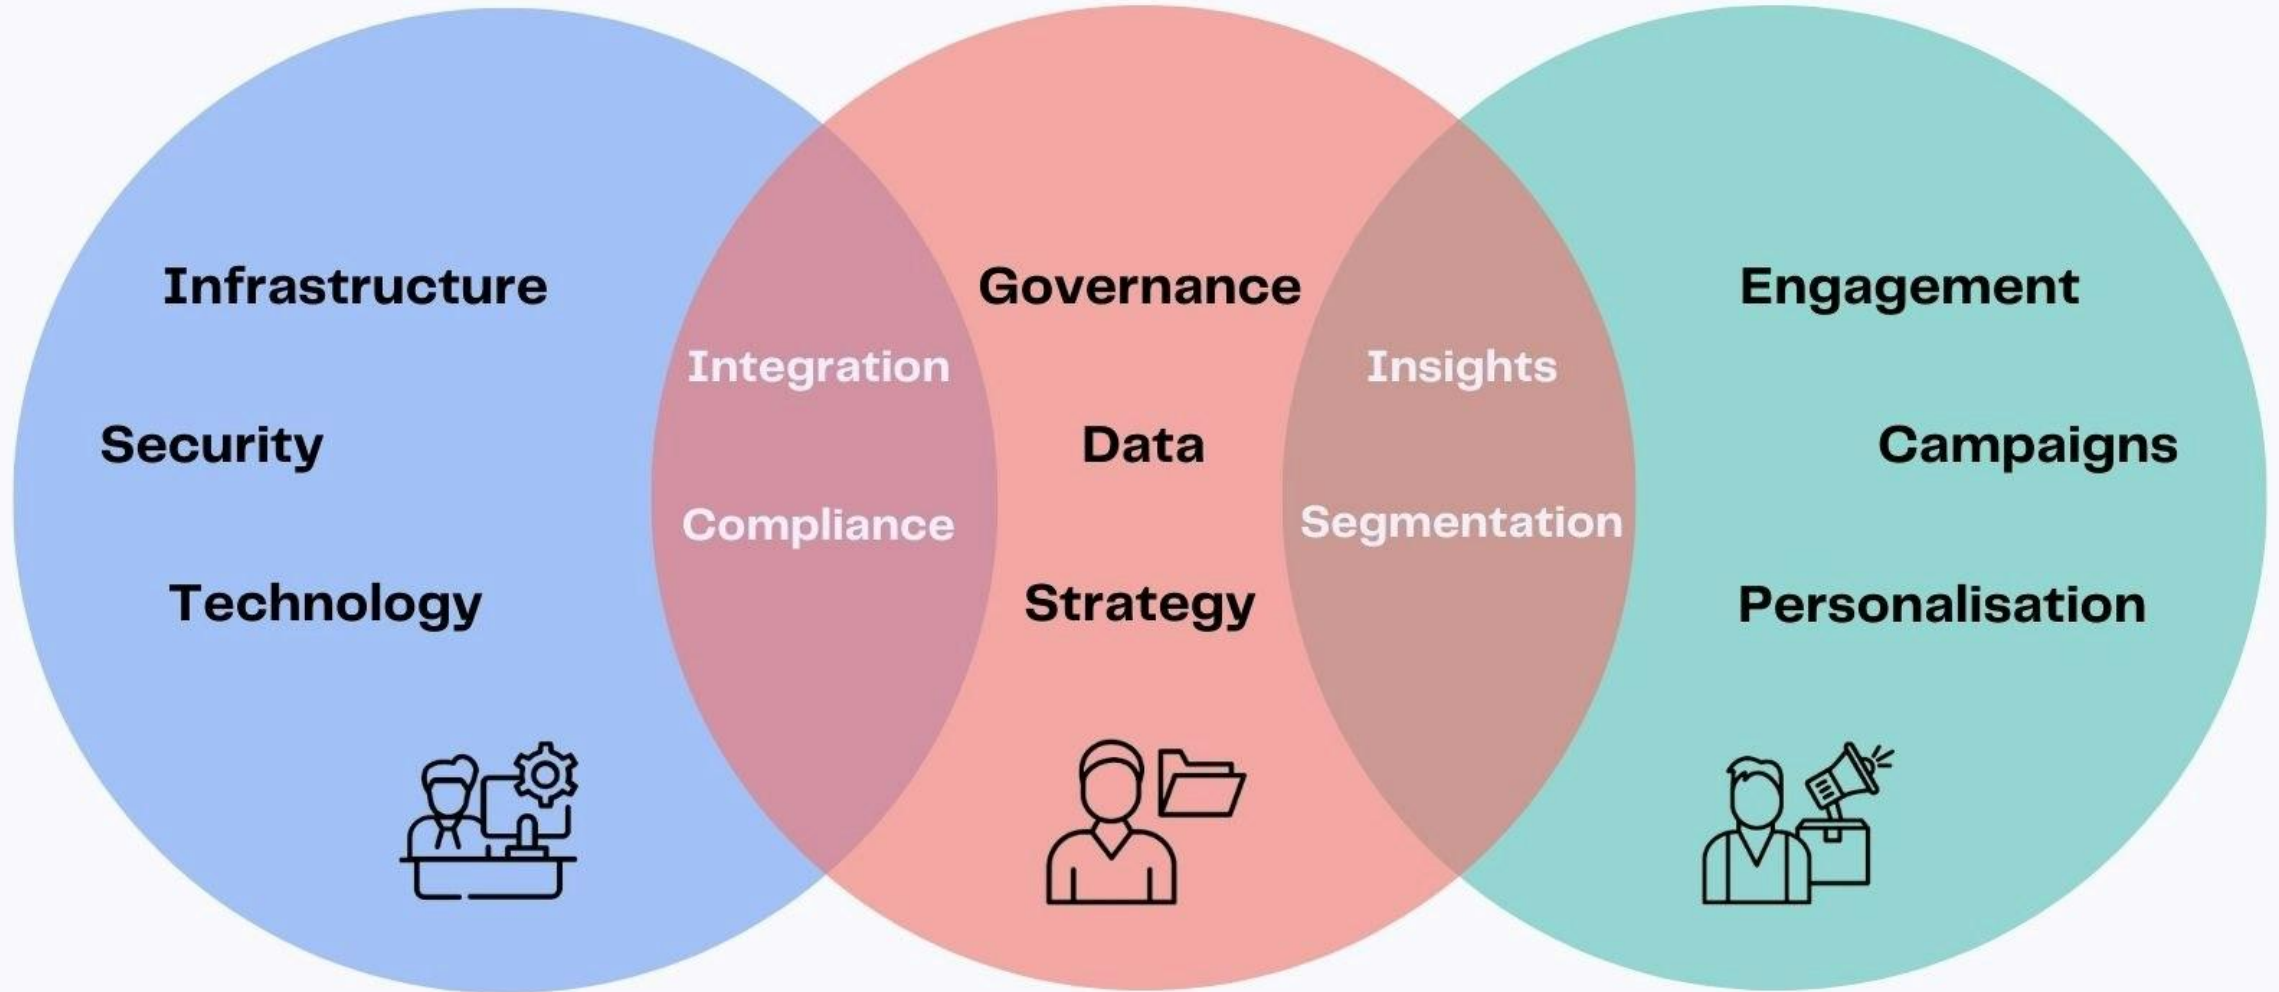 Infrastructure
Security
Technology
Integration
Compliance
Governance
Data
Strategy
Insights
Segmentation
Engagement
Campaigns
Personalisation